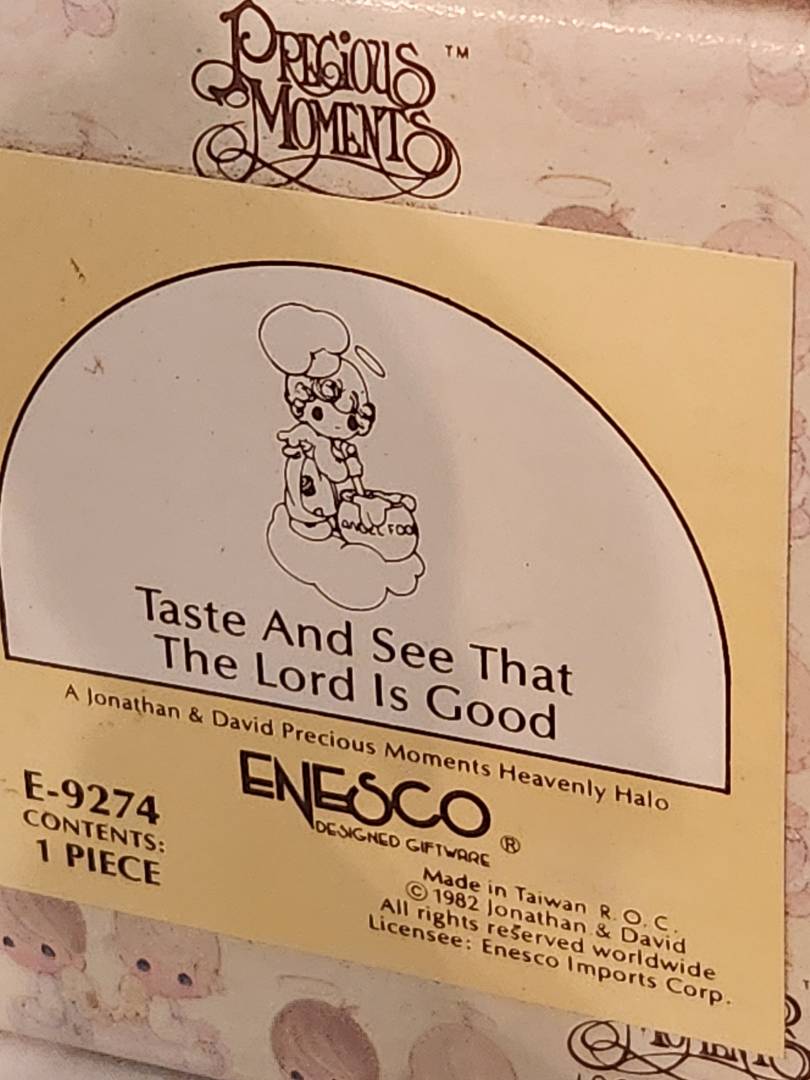 PRECIOUS ™
MOMENTS
ANGEL FOOD
Taste And See That
The Lord Is Good
A Jonathan & David Precious Moments Heavenly Halo
E-9274
CONTENTS:
1 PIECE
ENESCO ®
DESIGNED GIFTWARE
Made in Taiwan R. O. C.
© 1982 Jonathan & David
All rights reserved worldwide
Licensee: Enesco Imports Corp.
MOMENTS